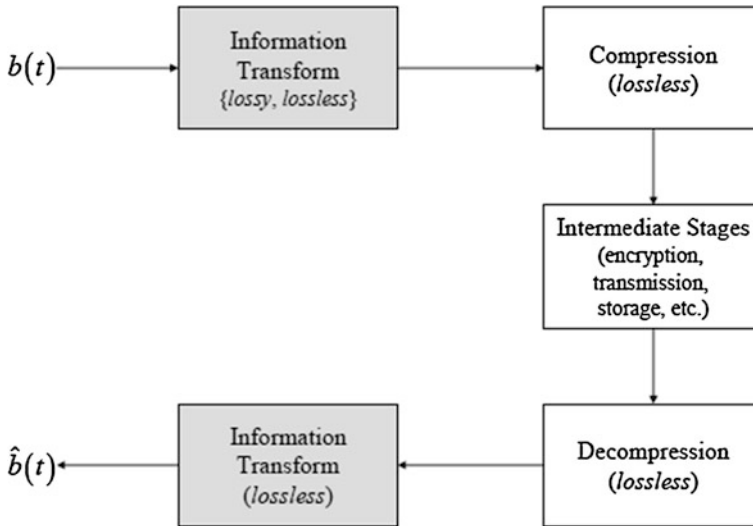 b(t)
Information
Transform
{lossy, lossless}
Compression
(lossless)
Intermediate Stages
(encryption,
transmission,
storage, etc.)
Decompression
(lossless)
Information
Transform
(lossless)
b̂(t)